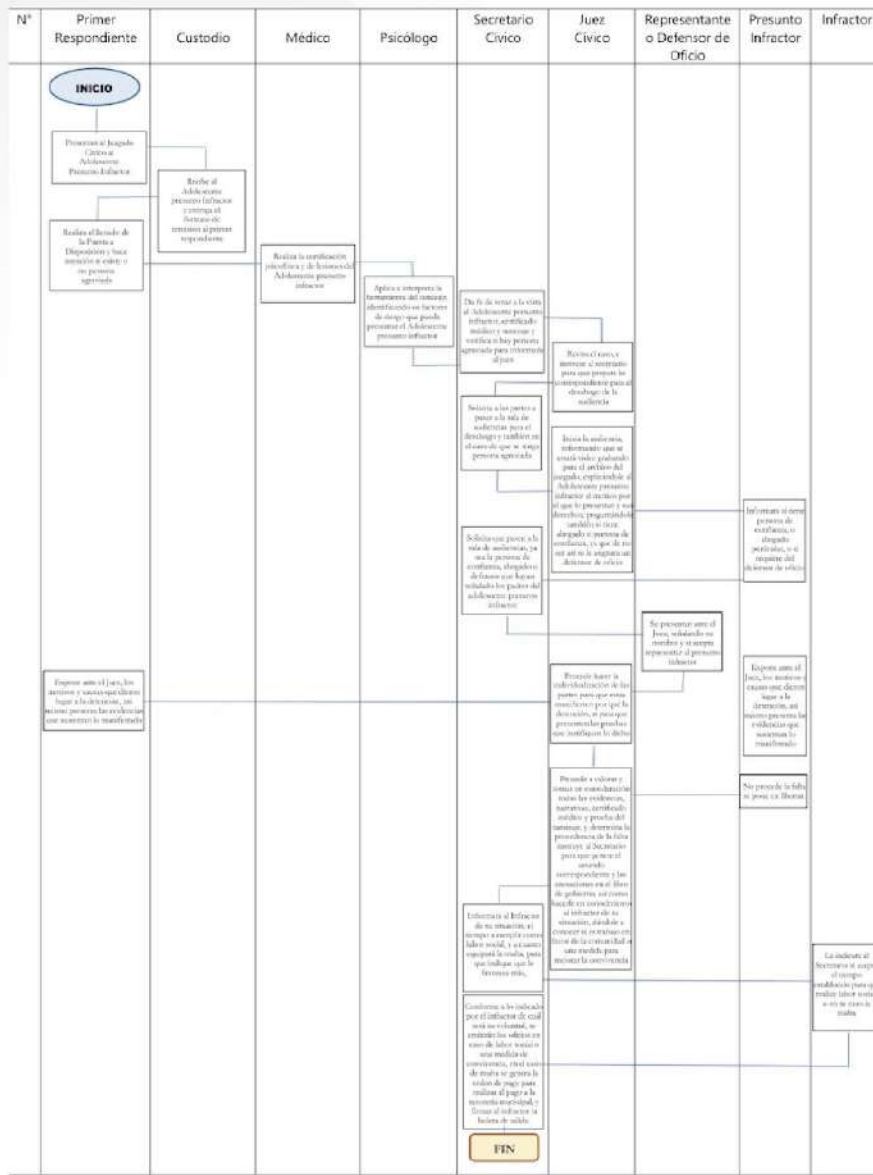 N°
Primer
Respondiente
Custodio
Médico
Psicólogo
Secretario
Cívico
Juez
Cívico
Representante
o Defensor de
Oficio
Presunto
Infractor
Infractor
INICIO
Presentan al Juzgado
Cívico al
Adolescente
Presunto Infractor
Recibe al
Adolescente
presunto Infractor
y entrega el
formato de
remisión al primer
respondiente
Realiza el llenado de
la Puesta a
Disposición y hace
mención si existe o
no persona
agraviada
Realiza la certificación
psicofísica y de lesiones del
Adolescente presunto
infractor
Aplica e interpreta la
herramienta del tamizaje
identificando los factores
de riesgo que puede
presentar el Adolescente
presunto infractor
Da fe de tener a la vista
al Adolescente presunto
infractor, certificado
médico y tamizaje y
verifica si hay persona
agraviada para informarle
al juez
Revisa el caso, e
instruye al secretario
para que prepare lo
correspondiente para el
desahogo de la
audiencia
Solicita a las partes a
pasar a la sala de
audiencias para el
desahogo y también en
el caso de que se tenga
persona agraviada
Inicia la audiencia,
informando que se
estará video grabando
para el archivo del
juzgado, explicándole al
Adolescente presunto
infractor el motivo por
el que lo presentan y sus
derechos, preguntándole
también si tiene
abogado o persona de
confianza, ya que de no
ser así se le asignara un
defensor de oficio
Informara si tiene
persona de
confianza, o
abogado
particular, o si
requiere del
defensor de oficio
Solicita que pasen a la
sala de audiencias, ya
sea la persona de
confianza, abogado o
defensor que hayan
señalado los padres del
adolescente presunto
infractor
Se presentan ante el
Juez, señalando su
nombre y si acepta
representar al presunto
infractor
Expone ante el Juez, los
motivos y causas que dieron
lugar a la detención, así
mismo presenta las evidencias
que sustentan lo manifestado
Procede hacer la
individualización de las
partes para que estas
manifiesten por qué la
detención, o para que
presenten las pruebas
que justifiquen lo dicho
Expone ante el
Juez, los motivos y
causas que dieron
lugar a la
detención, así
mismo presenta las
evidencias que
sustentan lo
manifestado
Procede a valorar y
tomar en consideración
todas las evidencias,
narrativas, certificado
médico y prueba del
tamizaje, y determina la
procedencia de la falta
instruye al Secretario
para que genere el
acuerdo
correspondiente y las
anotaciones en el libro
de gobierno, así como
hacerle en conocimiento
al infractor de su
situación, dándole a
conocer si es trabajo en
favor de la comunidad o
una medida para
mejorar la convivencia
No procede la falta
se pone en libertad
Informara al Infractor
de su situación, el
tiempo a cumplir como
labor social, y a cuanto
equipara la multa, para
que indique que le
favorece más,
Le indicara al
Secretario si acepta
el tiempo
establecido para que
realice labor social
o en su caso la
multa
Conforme a lo indicado
por el infractor de cuál
será su voluntad, se
emitirán los oficios en
caso de labor social o
una medida de
convivencia, en el caso
de multa se genera la
orden de pago para
realizar el pago a la
tesorería municipal, y
firmar al infractor la
boleta de salida
FIN